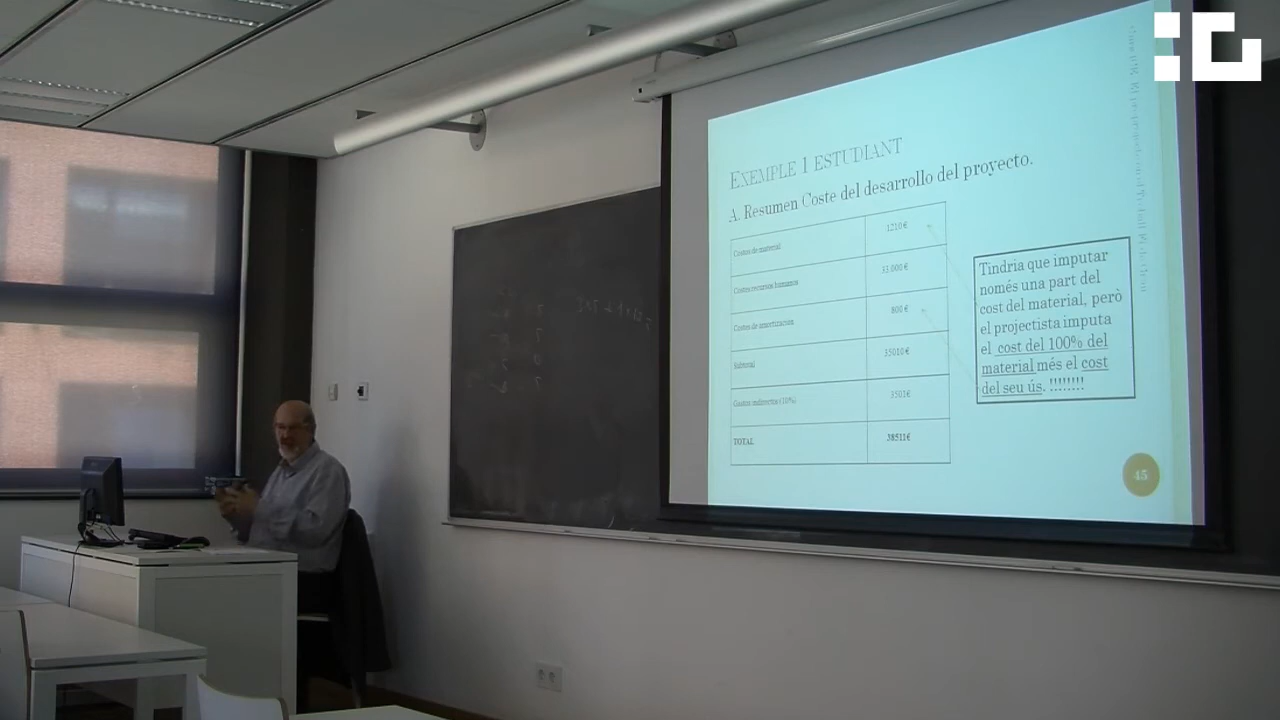 EXEMPLE 1 ESTUDIANT
A. Resumen Coste del desarrollo del proyecto.
Costes de material 1210 €
Costes recursos humanos 33.000 €
Costes de amortización 800 €
Subtotal 35010 €
Gastos indirectos (10%) 3501€
TOTAL 38511€
Tindria que imputar
només una part del
cost del material, però
el projectista imputa
el cost del 100% del
material més el cost
del seu ús. !!!!!!!!
45